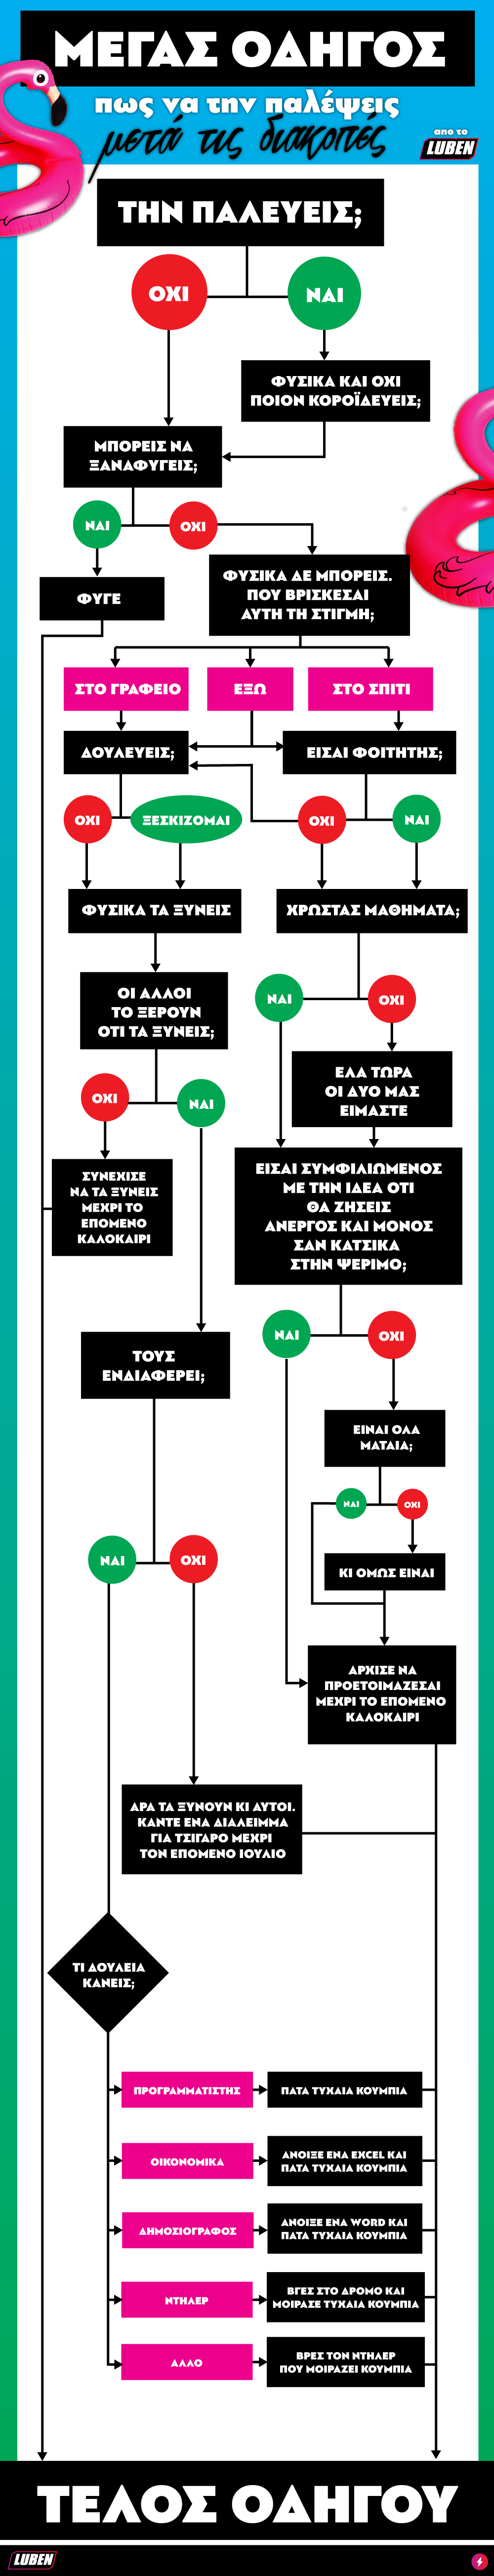 ΜΕΓΑΣ ΟΔΗΓΟΣ
πως να την παλέψεις
μετά τις διακοπές
απο το
LUBEN
ΤΗΝ ΠΑΛΕΥΕΙΣ;
ΟΧΙ
ΝΑΙ
ΦΥΣΙΚΑ ΚΑΙ ΟΧΙ
ΠΟΙΟΝ ΚΟΡΟΪΔΕΥΕΙΣ;
ΜΠΟΡΕΙΣ ΝΑ
ΞΑΝΑΦΥΓΕΙΣ;
ΝΑΙ
ΟΧΙ
ΦΥΓΕ
ΦΥΣΙΚΑ ΔΕ ΜΠΟΡΕΙΣ.
ΠΟΥ ΒΡΙΣΚΕΣΑΙ
ΑΥΤΗ ΤΗ ΣΤΙΓΜΗ;
ΣΤΟ ΓΡΑΦΕΙΟ
ΕΞΩ
ΣΤΟ ΣΠΙΤΙ
ΔΟΥΛΕΥΕΙΣ;
ΕΙΣΑΙ ΦΟΙΤΗΤΗΣ;
ΟΧΙ
ΞΕΣΚΙΖΟΜΑΙ
ΟΧΙ
ΝΑΙ
ΦΥΣΙΚΑ ΤΑ ΞΥΝΕΙΣ
ΧΡΩΣΤΑΣ ΜΑΘΗΜΑΤΑ;
ΟΙ ΑΛΛΟΙ
ΤΟ ΞΕΡΟΥΝ
ΟΤΙ ΤΑ ΞΥΝΕΙΣ;
ΝΑΙ
ΟΧΙ
ΕΛΑ ΤΩΡΑ
ΟΙ ΔΥΟ ΜΑΣ
ΕΙΜΑΣΤΕ
ΟΧΙ
ΝΑΙ
ΣΥΝΕΧΙΣΕ
ΝΑ ΤΑ ΞΥΝΕΙΣ
ΜΕΧΡΙ ΤΟ
ΕΠΟΜΕΝΟ
ΚΑΛΟΚΑΙΡΙ
ΕΙΣΑΙ ΣΥΜΦΙΛΙΩΜΕΝΟΣ
ΜΕ ΤΗΝ ΙΔΕΑ ΟΤΙ
ΘΑ ΖΗΣΕΙΣ
ΑΝΕΡΓΟΣ ΚΑΙ ΜΟΝΟΣ
ΣΑΝ ΚΑΤΣΙΚΑ
ΣΤΗΝ ΨΕΡΙΜΟ;
ΝΑΙ
ΟΧΙ
ΤΟΥΣ
ΕΝΔΙΑΦΕΡΕΙ;
ΕΙΝΑΙ ΟΛΑ
ΜΑΤΑΙΑ;
ΝΑΙ
ΟΧΙ
ΝΑΙ
ΟΧΙ
ΚΙ ΟΜΩΣ ΕΙΝΑΙ
ΑΡΧΙΣΕ ΝΑ
ΠΡΟΕΤΟΙΜΑΖΕΣΑΙ
ΜΕΧΡΙ ΤΟ ΕΠΟΜΕΝΟ
ΚΑΛΟΚΑΙΡΙ
ΑΡΑ ΤΑ ΞΥΝΟΥΝ ΚΙ ΑΥΤΟΙ.
ΚΑΝΤΕ ΕΝΑ ΔΙΑΛΕΙΜΜΑ
ΓΙΑ ΤΣΙΓΑΡΟ ΜΕΧΡΙ
ΤΟΝ ΕΠΟΜΕΝΟ ΙΟΥΛΙΟ
ΤΙ ΔΟΥΛΕΙΑ
ΚΑΝΕΙΣ;
ΠΡΟΓΡΑΜΜΑΤΙΣΤΗΣ
ΠΑΤΑ ΤΥΧΑΙΑ ΚΟΥΜΠΙΑ
ΟΙΚΟΝΟΜΙΚΑ
ΑΝΟΙΞΕ ΕΝΑ EXCEL ΚΑΙ
ΠΑΤΑ ΤΥΧΑΙΑ ΚΟΥΜΠΙΑ
ΔΗΜΟΣΙΟΓΡΑΦΟΣ
ΑΝΟΙΞΕ ΕΝΑ WORD ΚΑΙ
ΠΑΤΑ ΤΥΧΑΙΑ ΚΟΥΜΠΙΑ
ΝΤΗΛΕΡ
ΒΓΕΣ ΣΤΟ ΔΡΟΜΟ ΚΑΙ
ΜΟΙΡΑΣΕ ΤΥΧΑΙΑ ΚΟΥΜΠΙΑ
ΑΛΛΟ
ΒΡΕΣ ΤΟΝ ΝΤΗΛΕΡ
ΠΟΥ ΜΟΙΡΑΖΕΙ ΚΟΥΜΠΙΑ
ΤΕΛΟΣ ΟΔΗΓΟΥ
LUBEN